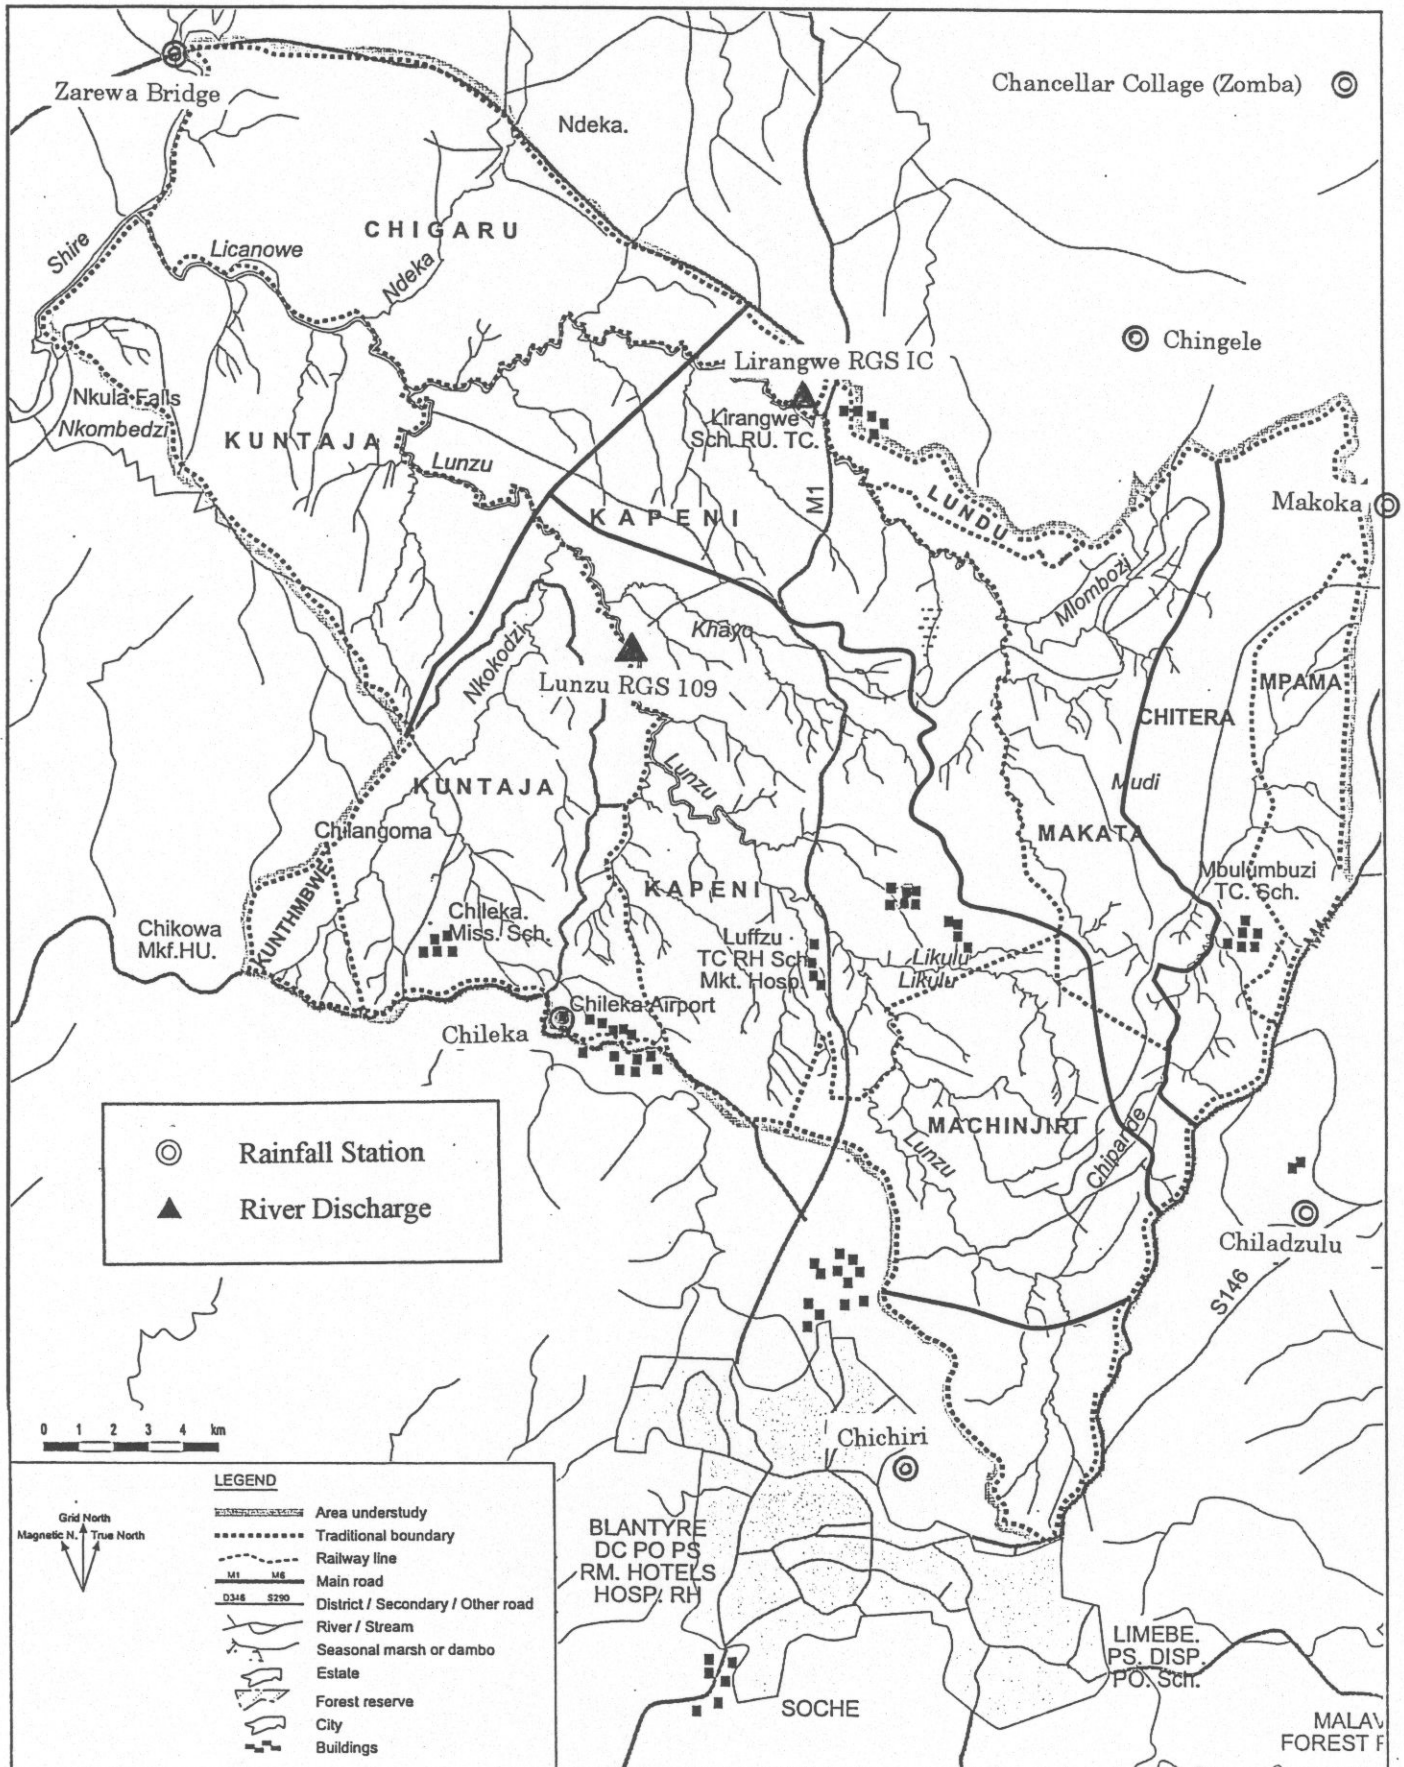 Zarewa Bridge
Chancellar Collage (Zomba)
Ndeka.
CHIGARU
Shire
Licanowe
Ndeka
Chingele
Lirangwe RGS IC
Nkula Falls
Nkombedzi
KUNTAJA
Lirangwe
Sch. RU. TC.
Lunzu
M1
LUNDU
KAPENI
Makoka
Mlombozi
Khayo
Nkokodzi
Lunzu RGS 109
MPAMA
CHITERA
Lunzu
Mudi
KUNTAJA
Chilangoma
MAKATA
Mbulumbuzi
TC. Sch.
KUNTHMBWE
KAPENI
Chikowa
Mkf.HU.
Chileka.
Miss. Sch.
Luffzu
TC RH Sch
Mkt. Hosp.
Likulu
Likulu
Chileka Airport
Chileka
Rainfall Station
River Discharge
MACHINJIRI
Lunzu
Chipande
Chiladzulu
S146
0 1 2 3 4 km
Chichiri
LEGEND
Grid North
Magnetic N. True North
Area understudy
Traditional boundary
Railway line
M1 M6 Main road
D346 S290 District / Secondary / Other road
River / Stream
Seasonal marsh or dambo
Estate
Forest reserve
City
Buildings
BLANTYRE
DC PO PS
RM. HOTELS
HOSP. RH
LIMEBE.
PS. DISP.
PO. Sch.
SOCHE
FOREST